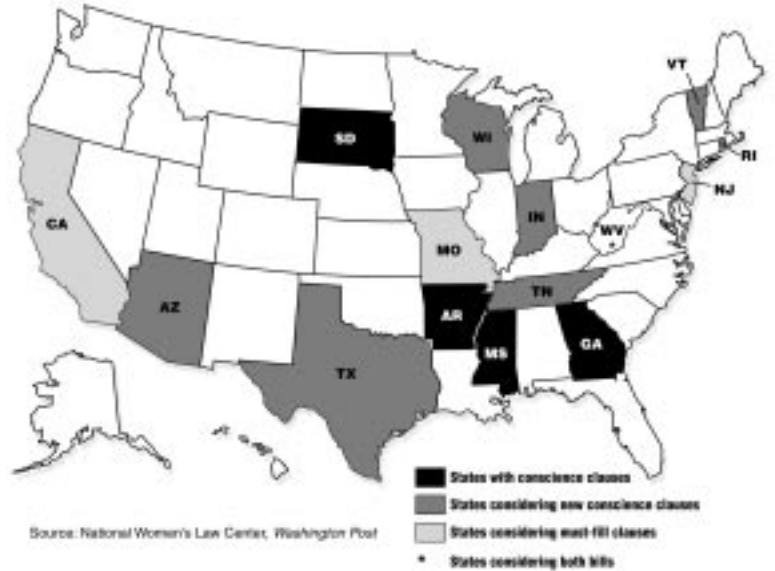 VT
WI
SD
RI
NJ
IN
CA
WV
*
MO
TN
AZ
AR
GA
MS
TX
States with conscience clauses
States considering new conscience clauses
States considering must-fill clauses
* States considering both bills
Source: National Women's Law Center, Washington Post